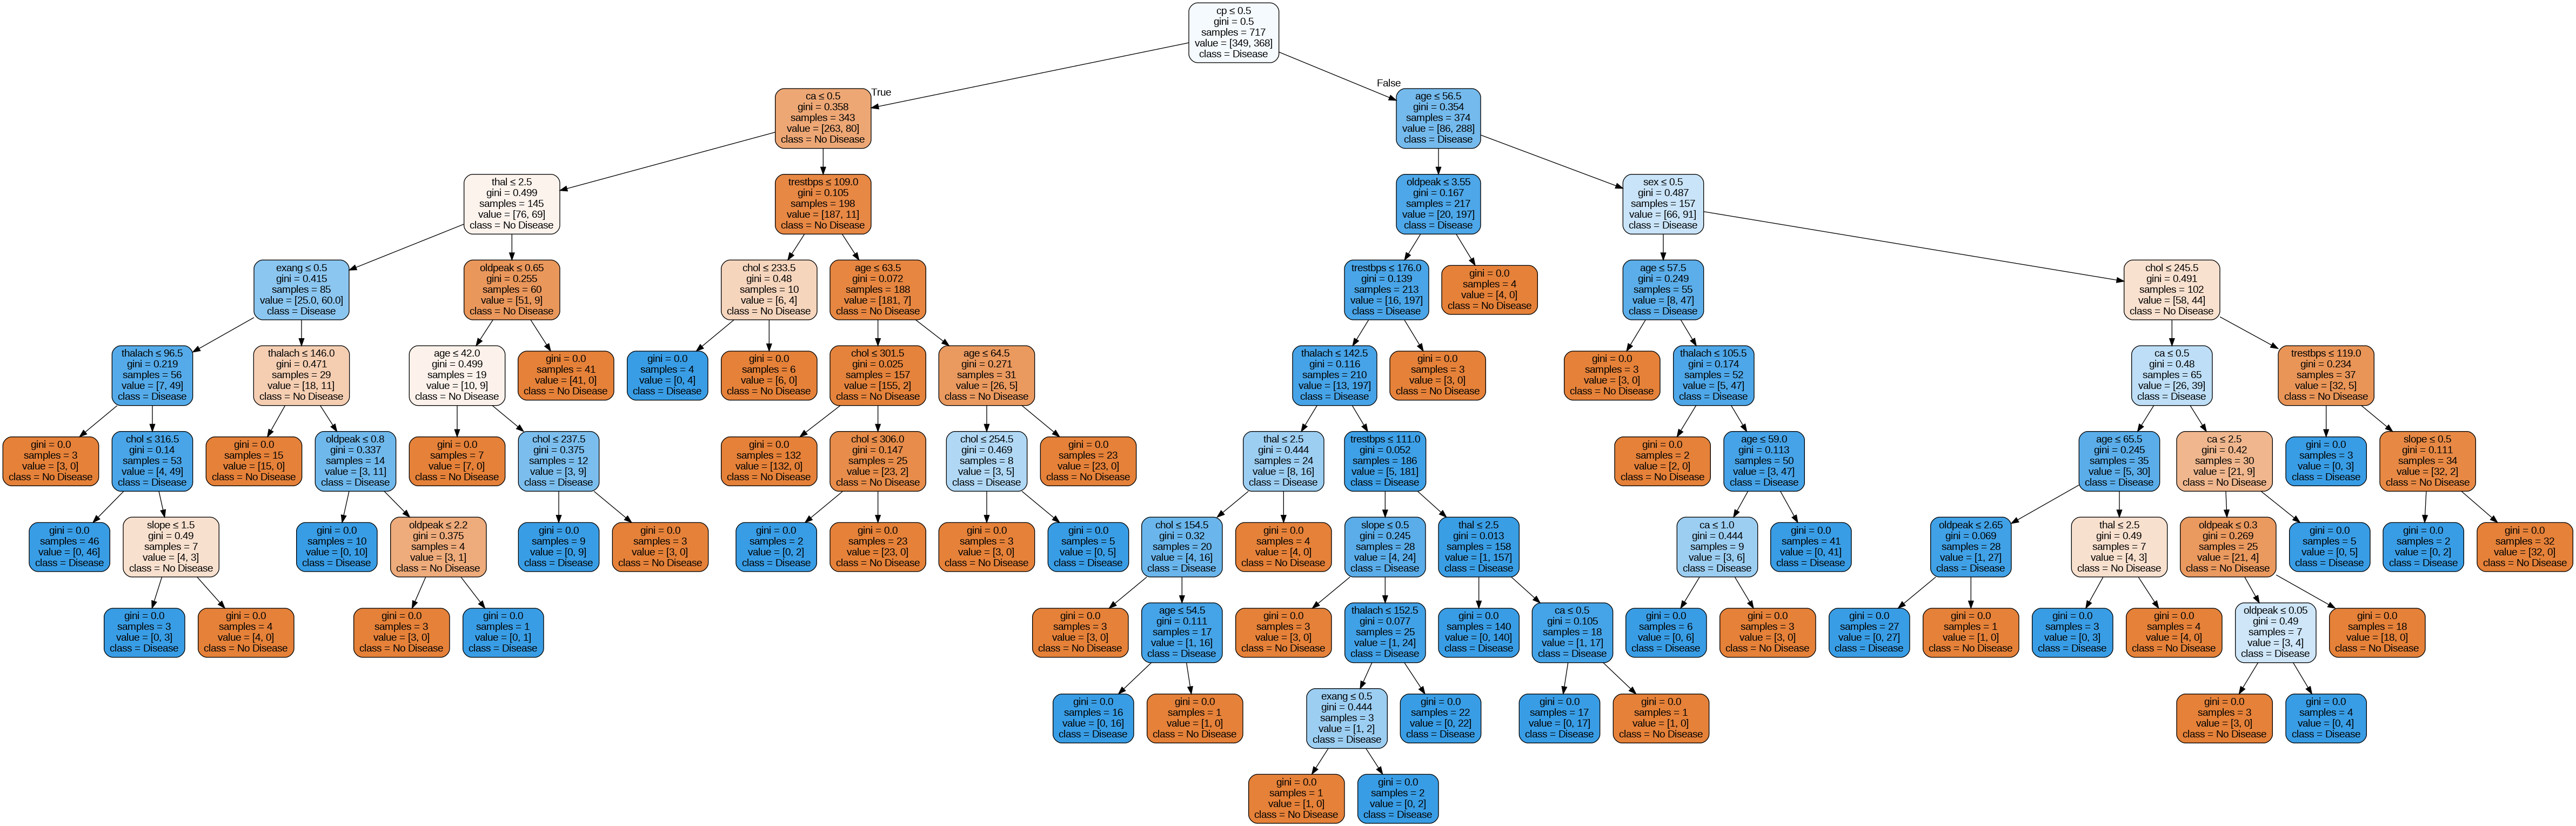 cp ≤ 0.5
gini = 0.5
samples = 717
value = [349, 368]
class = Disease
True
False
ca ≤ 0.5
gini = 0.358
samples = 343
value = [263, 80]
class = No Disease
age ≤ 56.5
gini = 0.354
samples = 374
value = [86, 288]
class = Disease
thal ≤ 2.5
gini = 0.499
samples = 145
value = [76, 69]
class = No Disease
trestbps ≤ 109.0
gini = 0.105
samples = 198
value = [187, 11]
class = No Disease
oldpeak ≤ 3.55
gini = 0.167
samples = 217
value = [20, 197]
class = Disease
sex ≤ 0.5
gini = 0.487
samples = 157
value = [66, 91]
class = Disease
exang ≤ 0.5
gini = 0.415
samples = 85
value = [25.0, 60.0]
class = Disease
oldpeak ≤ 0.65
gini = 0.255
samples = 60
value = [51, 9]
class = No Disease
chol ≤ 233.5
gini = 0.48
samples = 10
value = [6, 4]
class = No Disease
age ≤ 63.5
gini = 0.072
samples = 188
value = [181, 7]
class = No Disease
trestbps ≤ 176.0
gini = 0.139
samples = 213
value = [16, 197]
class = Disease
gini = 0.0
samples = 4
value = [4, 0]
class = No Disease
age ≤ 57.5
gini = 0.249
samples = 55
value = [8, 47]
class = Disease
chol ≤ 245.5
gini = 0.491
samples = 102
value = [58, 44]
class = No Disease
thalach ≤ 96.5
gini = 0.219
samples = 56
value = [7, 49]
class = Disease
thalach ≤ 146.0
gini = 0.471
samples = 29
value = [18, 11]
class = No Disease
age ≤ 42.0
gini = 0.499
samples = 19
value = [10, 9]
class = No Disease
gini = 0.0
samples = 41
value = [41, 0]
class = No Disease
gini = 0.0
samples = 4
value = [0, 4]
class = Disease
gini = 0.0
samples = 6
value = [6, 0]
class = No Disease
chol ≤ 301.5
gini = 0.025
samples = 157
value = [155, 2]
class = No Disease
age ≤ 64.5
gini = 0.271
samples = 31
value = [26, 5]
class = No Disease
thalach ≤ 142.5
gini = 0.116
samples = 210
value = [13, 197]
class = Disease
gini = 0.0
samples = 3
value = [3, 0]
class = No Disease
gini = 0.0
samples = 3
value = [3, 0]
class = No Disease
thalach ≤ 105.5
gini = 0.174
samples = 52
value = [5, 47]
class = Disease
ca ≤ 0.5
gini = 0.48
samples = 65
value = [26, 39]
class = Disease
trestbps ≤ 119.0
gini = 0.234
samples = 37
value = [32, 5]
class = No Disease
gini = 0.0
samples = 3
value = [3, 0]
class = No Disease
chol ≤ 316.5
gini = 0.14
samples = 53
value = [4, 49]
class = Disease
gini = 0.0
samples = 15
value = [15, 0]
class = No Disease
oldpeak ≤ 0.8
gini = 0.337
samples = 14
value = [3, 11]
class = Disease
gini = 0.0
samples = 7
value = [7, 0]
class = No Disease
chol ≤ 237.5
gini = 0.375
samples = 12
value = [3, 9]
class = Disease
gini = 0.0
samples = 132
value = [132, 0]
class = No Disease
chol ≤ 306.0
gini = 0.147
samples = 25
value = [23, 2]
class = No Disease
chol ≤ 254.5
gini = 0.469
samples = 8
value = [3, 5]
class = Disease
gini = 0.0
samples = 23
value = [23, 0]
class = No Disease
thal ≤ 2.5
gini = 0.444
samples = 24
value = [8, 16]
class = Disease
trestbps ≤ 111.0
gini = 0.052
samples = 186
value = [5, 181]
class = Disease
gini = 0.0
samples = 2
value = [2, 0]
class = No Disease
age ≤ 59.0
gini = 0.113
samples = 50
value = [3, 47]
class = Disease
age ≤ 65.5
gini = 0.245
samples = 35
value = [5, 30]
class = Disease
ca ≤ 2.5
gini = 0.42
samples = 30
value = [21, 9]
class = No Disease
gini = 0.0
samples = 3
value = [0, 3]
class = Disease
slope ≤ 0.5
gini = 0.111
samples = 34
value = [32, 2]
class = No Disease
gini = 0.0
samples = 46
value = [0, 46]
class = Disease
slope ≤ 1.5
gini = 0.49
samples = 7
value = [4, 3]
class = No Disease
gini = 0.0
samples = 10
value = [0, 10]
class = Disease
oldpeak ≤ 2.2
gini = 0.375
samples = 4
value = [3, 1]
class = No Disease
gini = 0.0
samples = 9
value = [0, 9]
class = Disease
gini = 0.0
samples = 3
value = [3, 0]
class = No Disease
gini = 0.0
samples = 2
value = [0, 2]
class = Disease
gini = 0.0
samples = 23
value = [23, 0]
class = No Disease
gini = 0.0
samples = 3
value = [3, 0]
class = No Disease
gini = 0.0
samples = 5
value = [0, 5]
class = Disease
chol ≤ 154.5
gini = 0.32
samples = 20
value = [4, 16]
class = Disease
gini = 0.0
samples = 4
value = [4, 0]
class = No Disease
slope ≤ 0.5
gini = 0.245
samples = 28
value = [4, 24]
class = Disease
thal ≤ 2.5
gini = 0.013
samples = 158
value = [1, 157]
class = Disease
ca ≤ 1.0
gini = 0.444
samples = 9
value = [3, 6]
class = Disease
gini = 0.0
samples = 41
value = [0, 41]
class = Disease
oldpeak ≤ 2.65
gini = 0.069
samples = 28
value = [1, 27]
class = Disease
thal ≤ 2.5
gini = 0.49
samples = 7
value = [4, 3]
class = No Disease
oldpeak ≤ 0.3
gini = 0.269
samples = 25
value = [21, 4]
class = No Disease
gini = 0.0
samples = 5
value = [0, 5]
class = Disease
gini = 0.0
samples = 2
value = [0, 2]
class = Disease
gini = 0.0
samples = 32
value = [32, 0]
class = No Disease
gini = 0.0
samples = 3
value = [0, 3]
class = Disease
gini = 0.0
samples = 4
value = [4, 0]
class = No Disease
gini = 0.0
samples = 3
value = [3, 0]
class = No Disease
gini = 0.0
samples = 1
value = [0, 1]
class = Disease
gini = 0.0
samples = 3
value = [3, 0]
class = No Disease
age ≤ 54.5
gini = 0.111
samples = 17
value = [1, 16]
class = Disease
gini = 0.0
samples = 3
value = [3, 0]
class = No Disease
thalach ≤ 152.5
gini = 0.077
samples = 25
value = [1, 24]
class = Disease
gini = 0.0
samples = 140
value = [0, 140]
class = Disease
ca ≤ 0.5
gini = 0.105
samples = 18
value = [1, 17]
class = Disease
gini = 0.0
samples = 6
value = [0, 6]
class = Disease
gini = 0.0
samples = 3
value = [3, 0]
class = No Disease
gini = 0.0
samples = 27
value = [0, 27]
class = Disease
gini = 0.0
samples = 1
value = [1, 0]
class = No Disease
gini = 0.0
samples = 3
value = [0, 3]
class = Disease
gini = 0.0
samples = 4
value = [4, 0]
class = No Disease
oldpeak ≤ 0.05
gini = 0.49
samples = 7
value = [3, 4]
class = Disease
gini = 0.0
samples = 18
value = [18, 0]
class = No Disease
gini = 0.0
samples = 16
value = [0, 16]
class = Disease
gini = 0.0
samples = 1
value = [1, 0]
class = No Disease
exang ≤ 0.5
gini = 0.444
samples = 3
value = [1, 2]
class = Disease
gini = 0.0
samples = 22
value = [0, 22]
class = Disease
gini = 0.0
samples = 17
value = [0, 17]
class = Disease
gini = 0.0
samples = 1
value = [1, 0]
class = No Disease
gini = 0.0
samples = 3
value = [3, 0]
class = No Disease
gini = 0.0
samples = 4
value = [0, 4]
class = Disease
gini = 0.0
samples = 1
value = [1, 0]
class = No Disease
gini = 0.0
samples = 2
value = [0, 2]
class = Disease